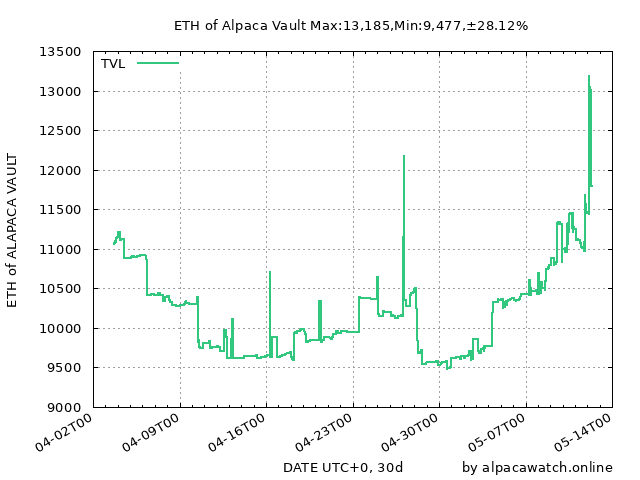 ETH of Alpaca Vault Max:13,185,Min:9,477,±28.12%
TVL
ETH of ALAPACA VAULT
13500
13000
12500
12000
11500
11000
10500
10000
9500
9000
04-02T00
04-09T00
04-16T00
04-23T00
04-30T00
05-07T00
05-14T00
DATE UTC+0, 30d
by alpacawatch.online